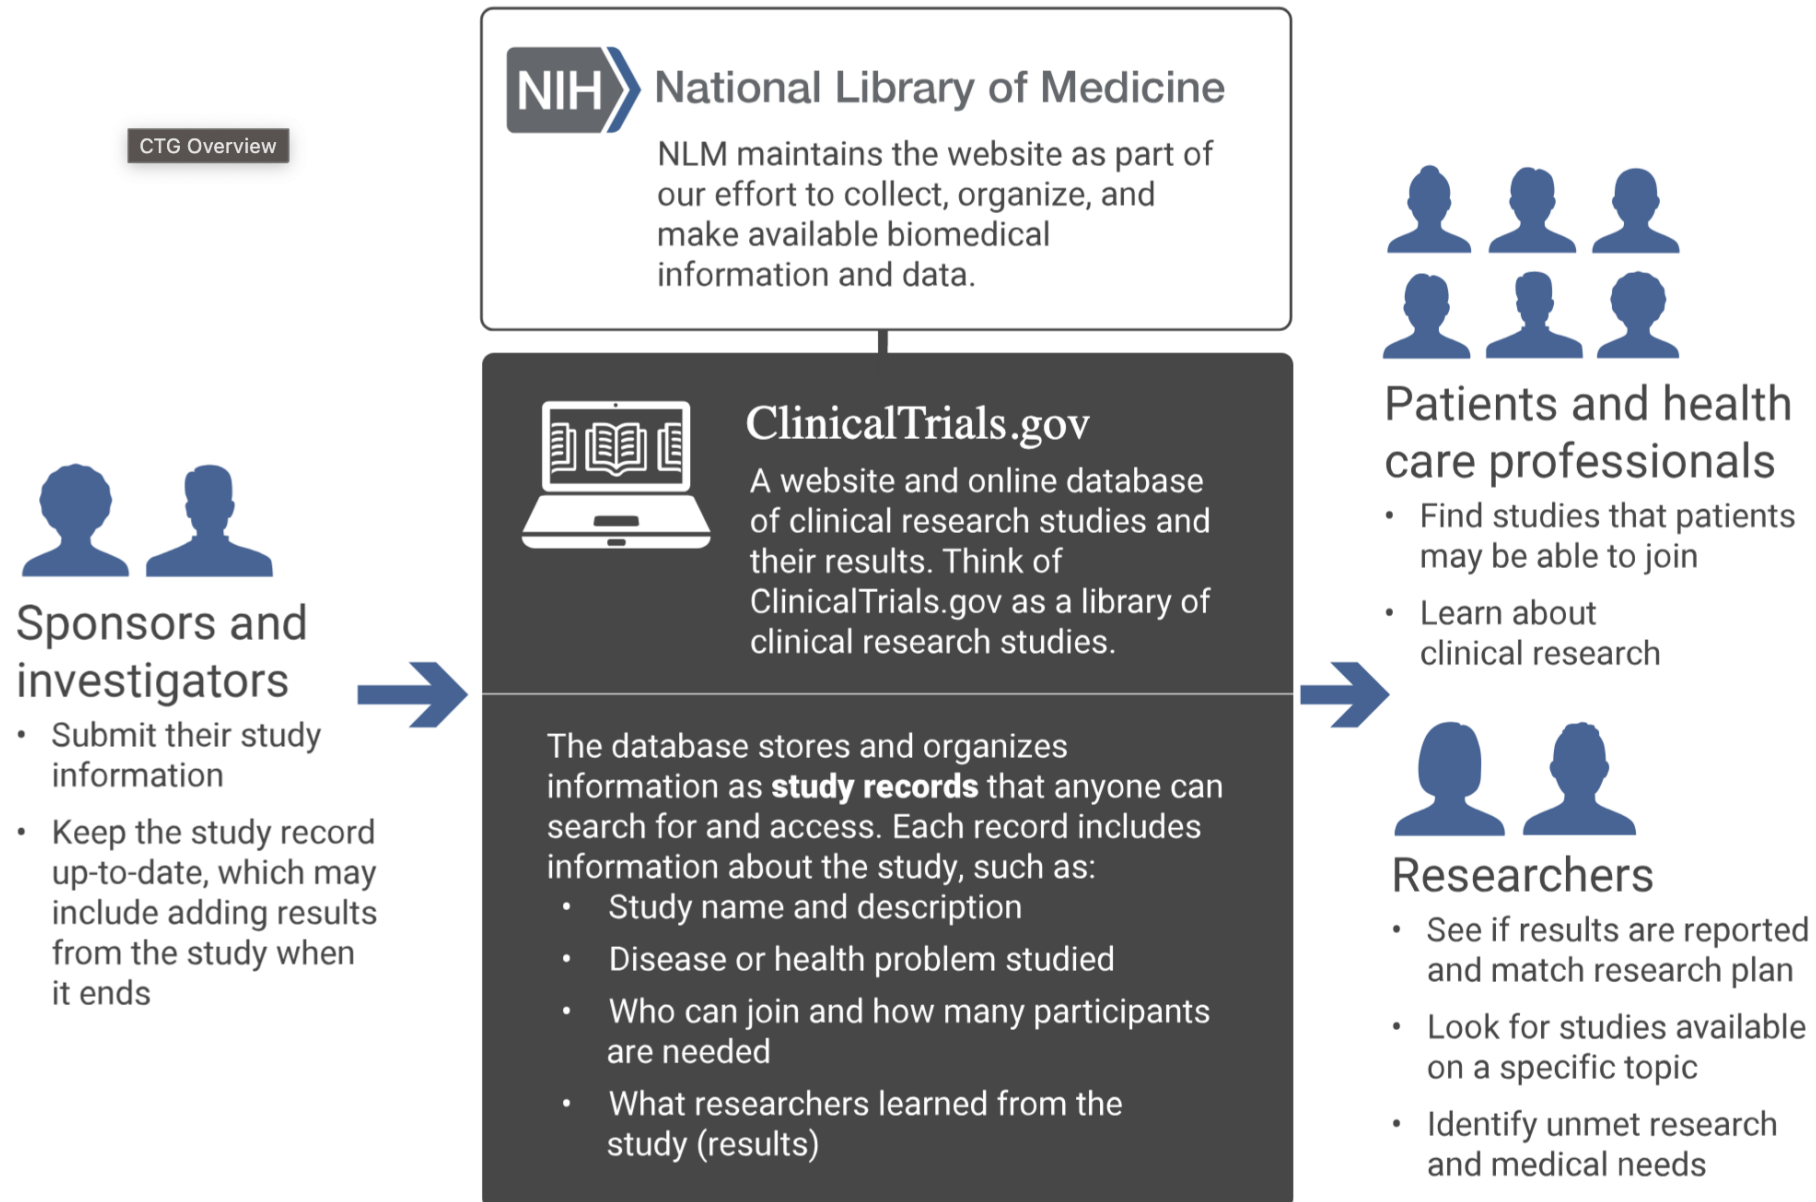 CTG Overview
NIH National Library of Medicine
NLM maintains the website as part of
our effort to collect, organize, and
make available biomedical
information and data.
ClinicalTrials.gov
A website and online database
of clinical research studies and
their results. Think of
ClinicalTrials.gov as a library of
clinical research studies.
The database stores and organizes
information as study records that anyone can
search for and access. Each record includes
information about the study, such as:
• Study name and description
• Disease or health problem studied
• Who can join and how many participants
are needed
• What researchers learned from the
study (results)
Sponsors and
investigators
• Submit their study
information
• Keep the study record
up-to-date, which may
include adding results
from the study when
it ends
Patients and health
care professionals
• Find studies that patients
may be able to join
• Learn about
clinical research
Researchers
• See if results are reported
and match research plan
• Look for studies available
on a specific topic
• Identify unmet research
and medical needs